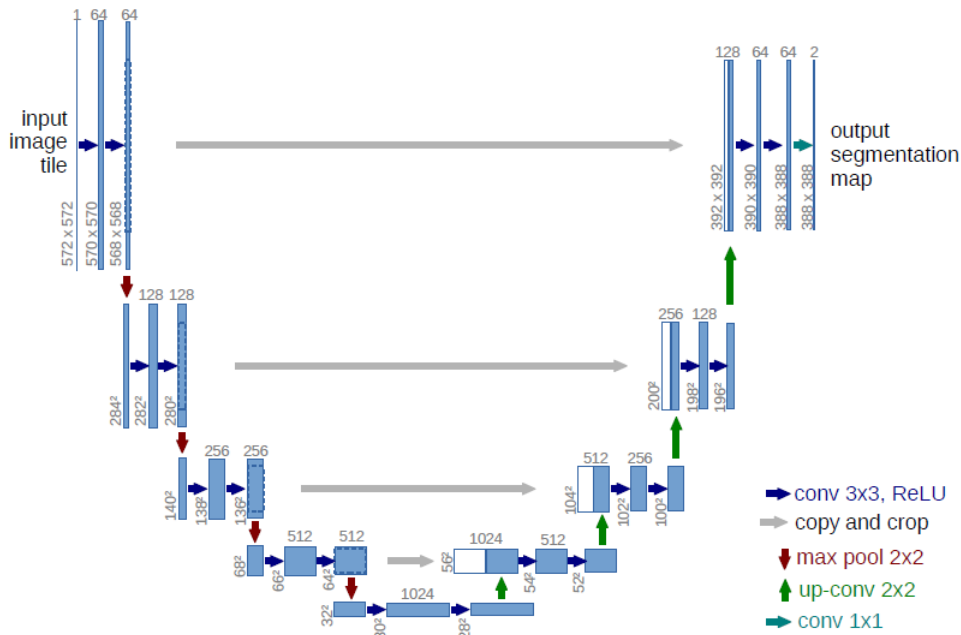 1 64 64
128 64 64 2
input
image
tile
output
segmentation
map
572 x 572
570 x 570
568 x 568
392 x 392
390 x 390
388 x 388
388 x 388
128 128
256 128
284²
282²
280²
200²
198²
196²
256 256
512 256
140²
138²
136²
104²
102²
100²
512 512
1024 512
68²
66²
64²
56²
54²
52²
1024
32²
30²
28²
conv 3x3, ReLU
copy and crop
max pool 2x2
up-conv 2x2
conv 1x1